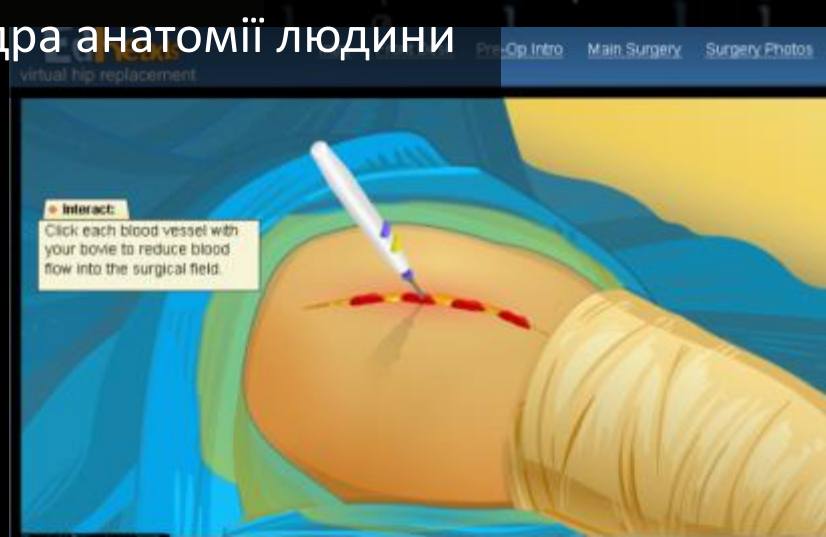 дра анатомії людини
Pre-Op Intro Main Surgery Surgery Photos
virtual hip replacement
Interact:
Click each blood vessel with
your bovie to reduce blood
flow into the surgical field.